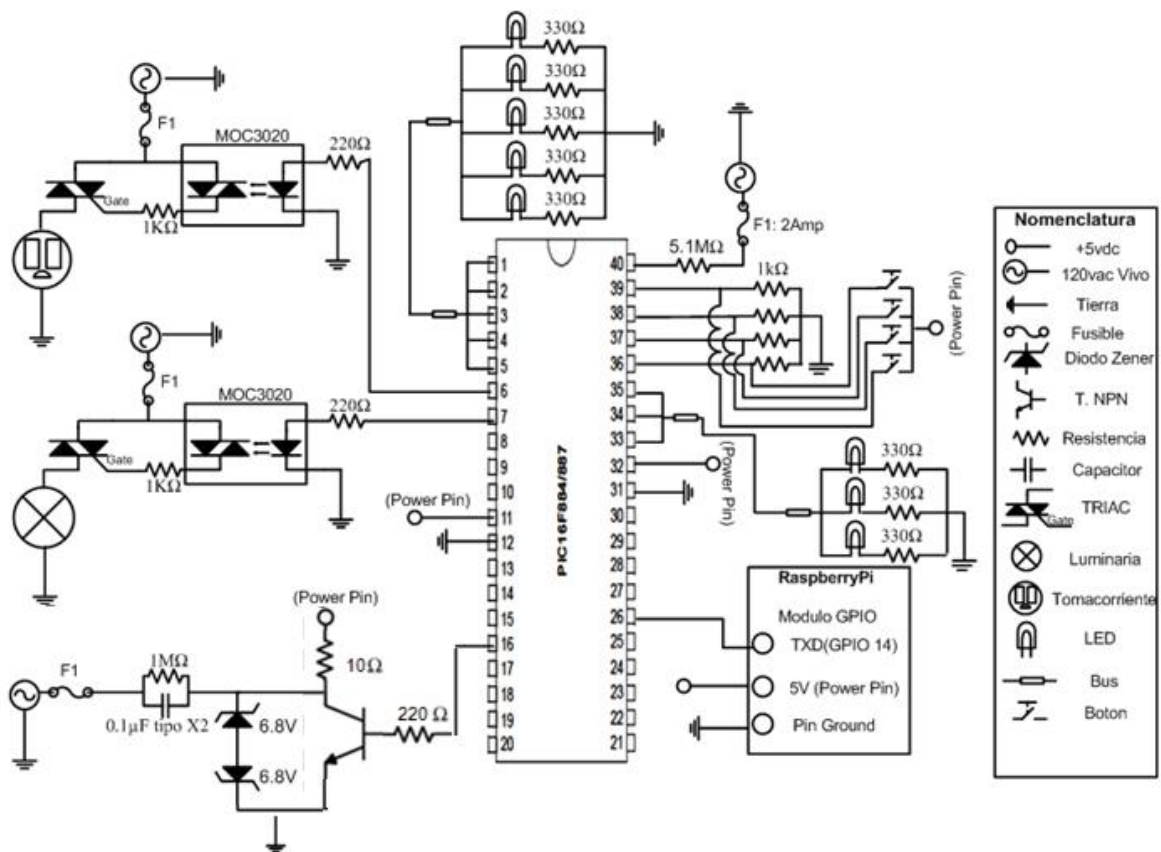 330Ω
330Ω
330Ω
330Ω
330Ω
F1
MOC3020
220Ω
Gate
1KΩ
F1
MOC3020
220Ω
Gate
1KΩ
F1: 2Amp
5.1MΩ
1kΩ
(Power Pin)
(Power Pin)
330Ω
330Ω
330Ω
(Power Pin)
PIC16F884/887
1
2
3
4
5
6
7
8
9
10
11
12
13
14
15
16
17
18
19
20
40
39
38
37
36
35
34
33
32
31
30
29
28
27
26
25
24
23
22
21
(Power Pin)
10Ω
F1
1MΩ
0.1µF tipo X2
6.8V
6.8V
220 Ω
RaspberryPi
Modulo GPIO
TXD(GPIO 14)
5V (Power Pin)
Pin Ground
Nomenclatura
+5vdc
120vac Vivo
Tierra
Fusible
Diodo Zener
T. NPN
Resistencia
Capacitor
TRIAC
Gate
Luminaria
Tomacorriente
LED
Bus
Boton